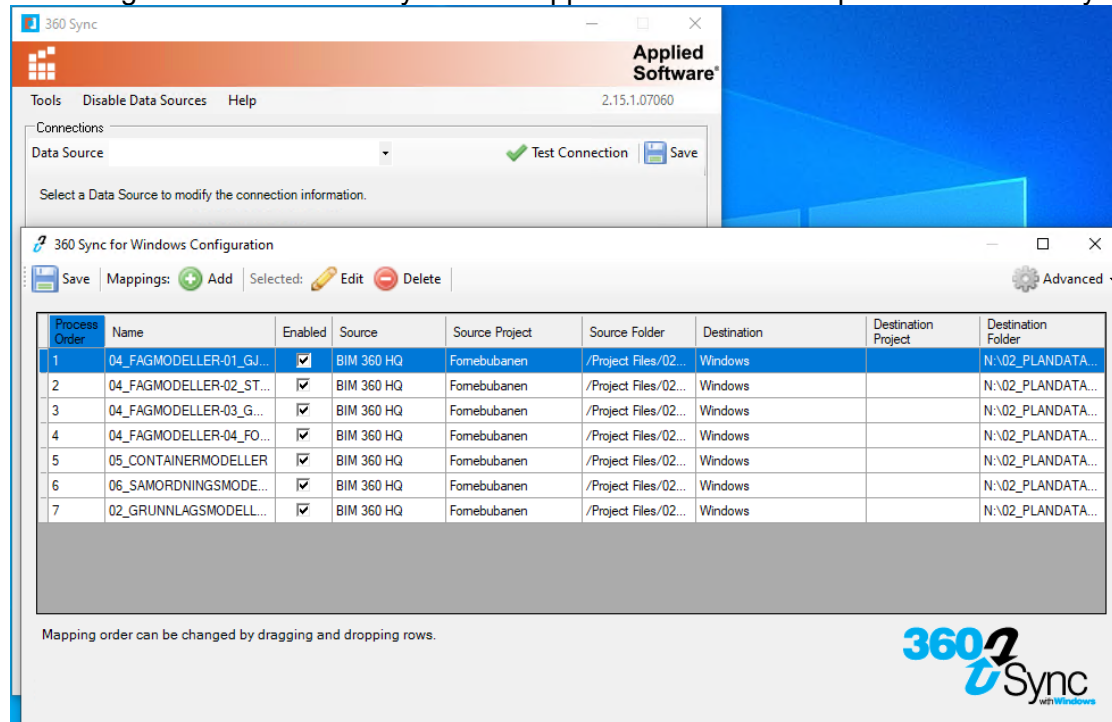 360 Sync
Applied
Software®
Tools Disable Data Sources Help 2.15.1.07060
Connections
Data Source Test Connection Save
Select a Data Source to modify the connection information.
360 Sync for Windows Configuration
Save Mappings: Add Selected: Edit Delete Advanced
Process Order Name Enabled Source Source Project Source Folder Destination Destination Project Destination Folder
1 04_FAGMODELLER-01_GJ... BIM 360 HQ Fornebubanen /Project Files/02... Windows N:\02_PLANDATA...
2 04_FAGMODELLER-02_ST... BIM 360 HQ Fornebubanen /Project Files/02... Windows N:\02_PLANDATA...
3 04_FAGMODELLER-03_G... BIM 360 HQ Fornebubanen /Project Files/02... Windows N:\02_PLANDATA...
4 04_FAGMODELLER-04_FO... BIM 360 HQ Fornebubanen /Project Files/02... Windows N:\02_PLANDATA...
5 05_CONTAINERMODELLER BIM 360 HQ Fornebubanen /Project Files/02... Windows N:\02_PLANDATA...
6 06_SAMORDNINGSMODE... BIM 360 HQ Fornebubanen /Project Files/02... Windows N:\02_PLANDATA...
7 02_GRUNNLAGSMODELL... BIM 360 HQ Fornebubanen /Project Files/02... Windows N:\02_PLANDATA...
Mapping order can be changed by dragging and dropping rows.
360
Sync
with Windows